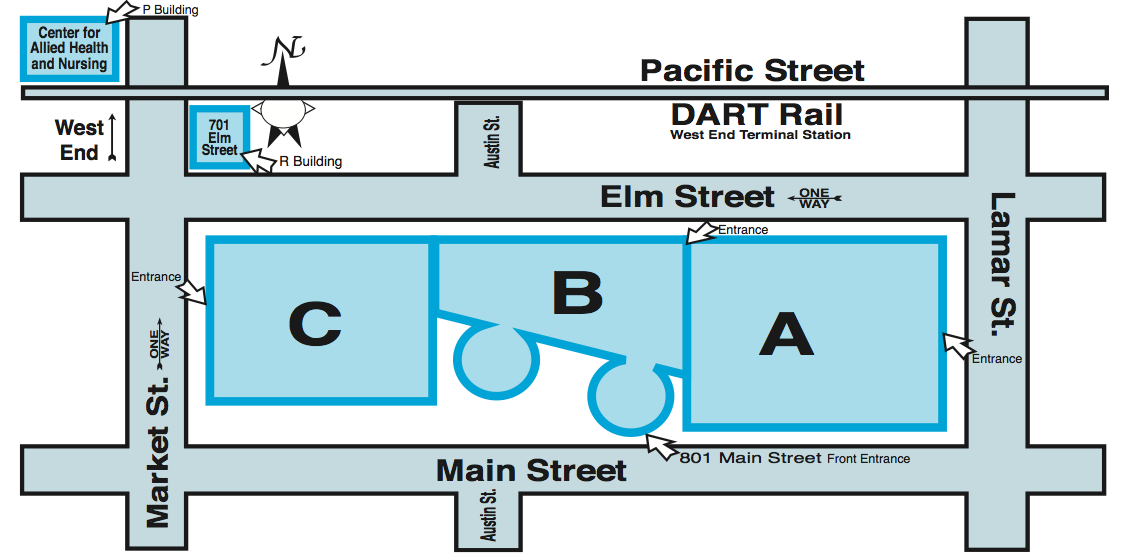 P Building
Center for
Allied Health
and Nursing
N
Pacific Street
West
End
701
Elm
Street
R Building
Austin St.
DART Rail
West End Terminal Station
Elm Street
ONE
WAY
Lamar St.
Entrance
Entrance
C
B
A
Entrance
ONE
WAY
Market St.
801 Main Street Front Entrance
Main Street
Austin St.